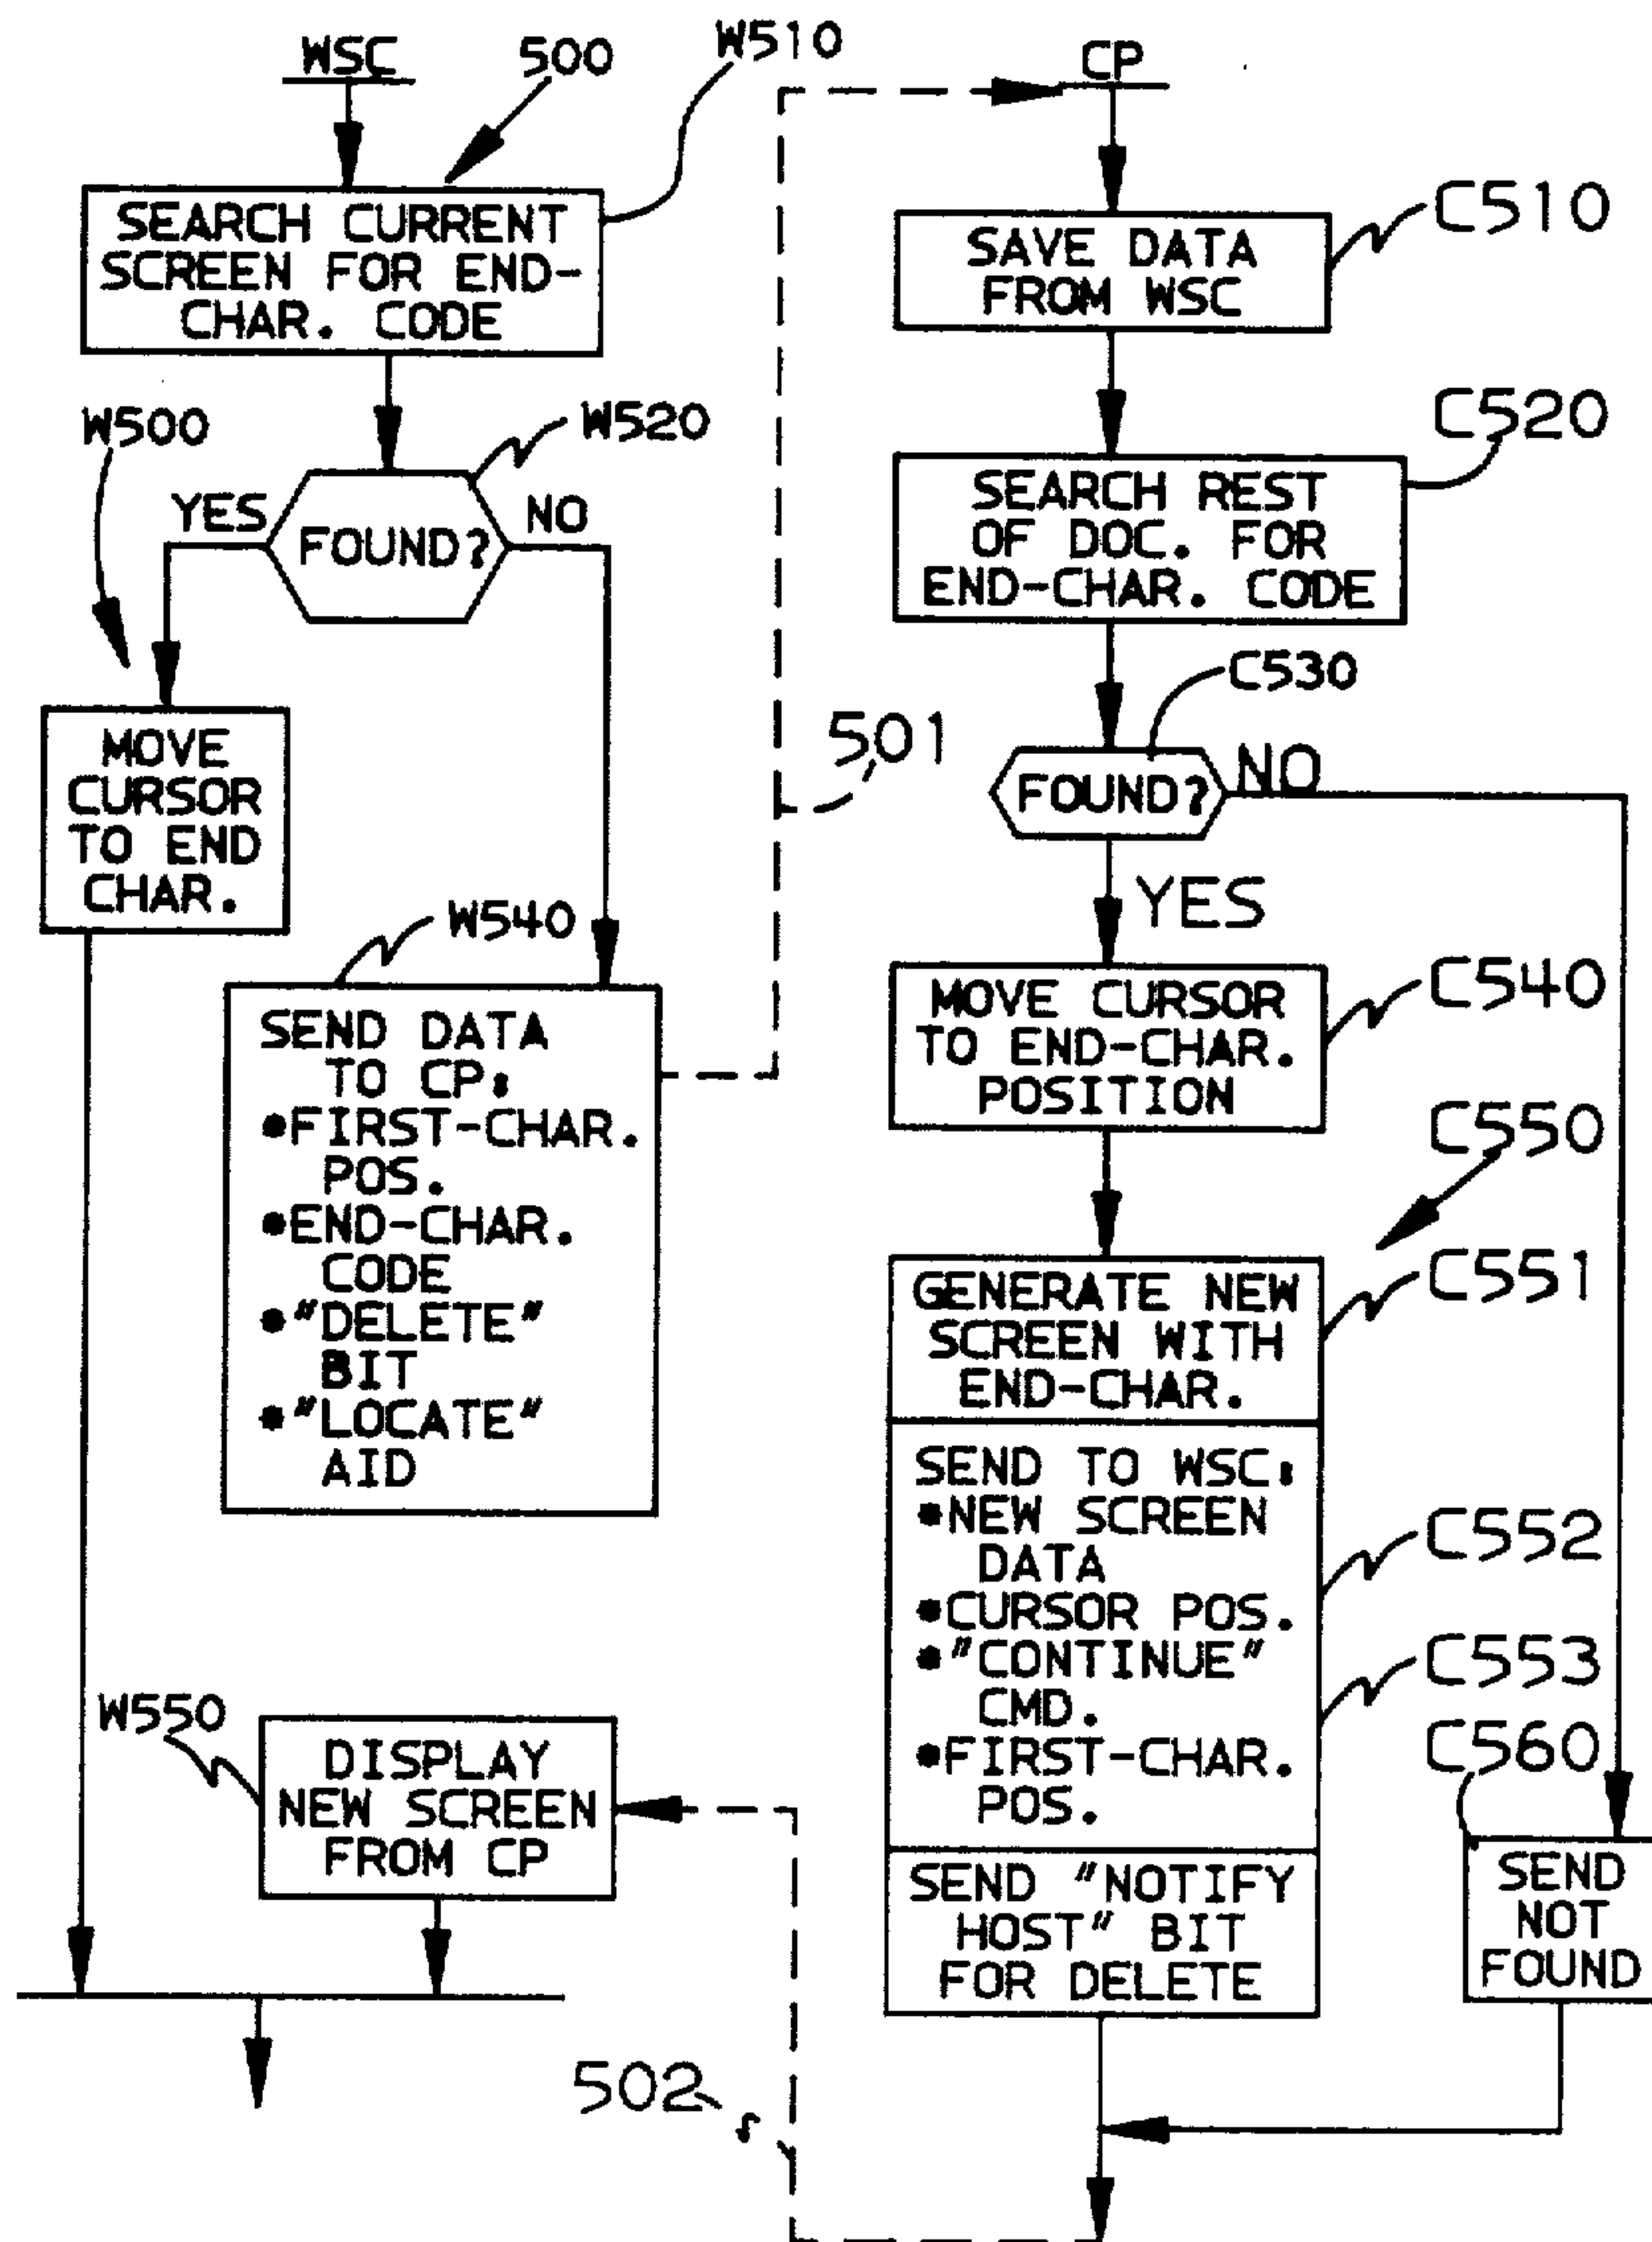 WSC
500
W510
SEARCH CURRENT
SCREEN FOR END-
CHAR. CODE
W500
W520
YES
FOUND?
NO
MOVE
CURSOR
TO END
CHAR.
W540
SEND DATA
TO CP:
•FIRST-CHAR.
POS.
•END-CHAR.
CODE
•"DELETE"
BIT
•"LOCATE"
AID
501
W550
DISPLAY
NEW SCREEN
FROM CP
502
CP
C510
SAVE DATA
FROM WSC
C520
SEARCH REST
OF DOC. FOR
END-CHAR. CODE
C530
FOUND?
NO
YES
C540
MOVE CURSOR
TO END-CHAR.
POSITION
C550
C551
GENERATE NEW
SCREEN WITH
END-CHAR.
SEND TO WSC:
•NEW SCREEN
DATA
•CURSOR POS.
•"CONTINUE"
CMD.
•FIRST-CHAR.
POS.
C552
C553
SEND "NOTIFY
HOST" BIT
FOR DELETE
C560
SEND
NOT
FOUND